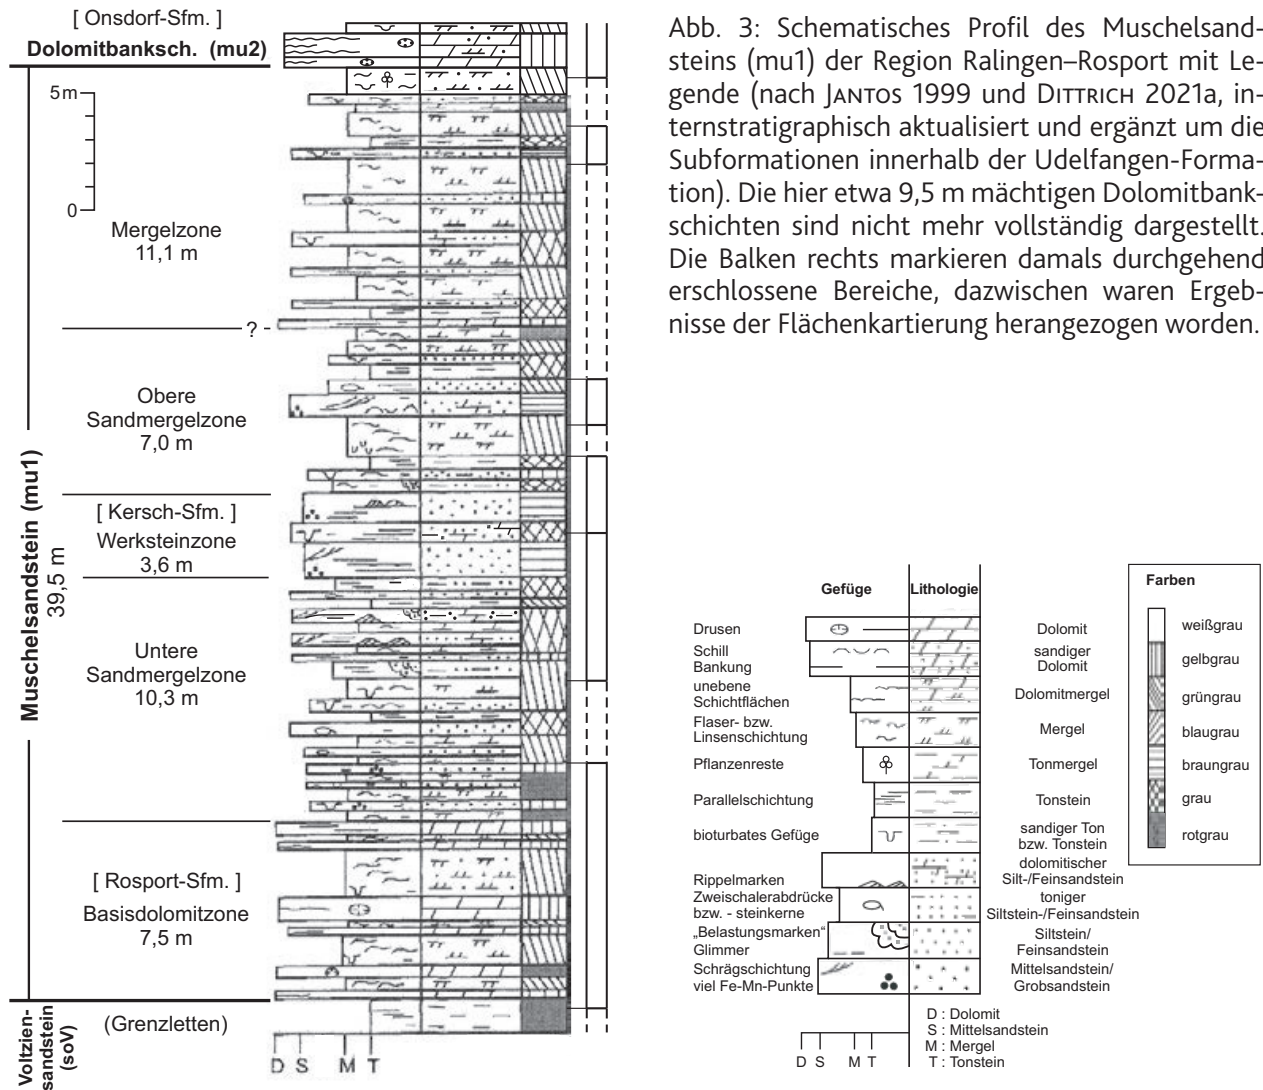 [ Onsdorf-Sfm. ]
Dolomitbanksch. (mu2)
5m
0
Mergelzone
11,1 m
?
Obere
Sandmergelzone
7,0 m
[ Kersch-Sfm. ]
Werksteinzone
3,6 m
Untere
Sandmergelzone
10,3 m
[ Rosport-Sfm. ]
Basisdolomitzone
7,5 m
(Grenzletten)
Muschelsandstein (mu1)
39,5 m
Voltzien-
sandstein
(soV)
D S M T
Abb. 3: Schematisches Profil des Muschelsand-
steins (mu1) der Region Ralingen–Rosport mit Le-
gende (nach JANTOS 1999 und DITTRICH 2021a, in-
ternstratigraphisch aktualisiert und ergänzt um die
Subformationen innerhalb der Udelfangen-Forma-
tion). Die hier etwa 9,5 m mächtigen Dolomitbank-
schichten sind nicht mehr vollständig dargestellt.
Die Balken rechts markieren damals durchgehend
erschlossene Bereiche, dazwischen waren Ergeb-
nisse der Flächenkartierung herangezogen worden.
Gefüge
Lithologie
Drusen
Schill
Bankung
unebene
Schichtflächen
Flaser- bzw.
Linsenschichtung
Pflanzenreste
Parallelschichtung
bioturbates Gefüge
Rippelmarken
Zweischalerabdrücke
bzw. - steinkerne
„Belastungsmarken“
Glimmer
Schrägschichtung
viel Fe-Mn-Punkte
Dolomit
sandiger
Dolomit
Dolomitmergel
Mergel
Tonmergel
Tonstein
sandiger Ton
bzw. Tonstein
dolomitischer
Silt-/Feinsandstein
toniger
Siltstein-/Feinsandstein
Siltstein/
Feinsandstein
Mittelsandstein/
Grobsandstein
D S M T
D : Dolomit
S : Mittelsandstein
M : Mergel
T : Tonstein
Farben
weißgrau
gelbgrau
grüngrau
blaugrau
braungrau
grau
rotgrau